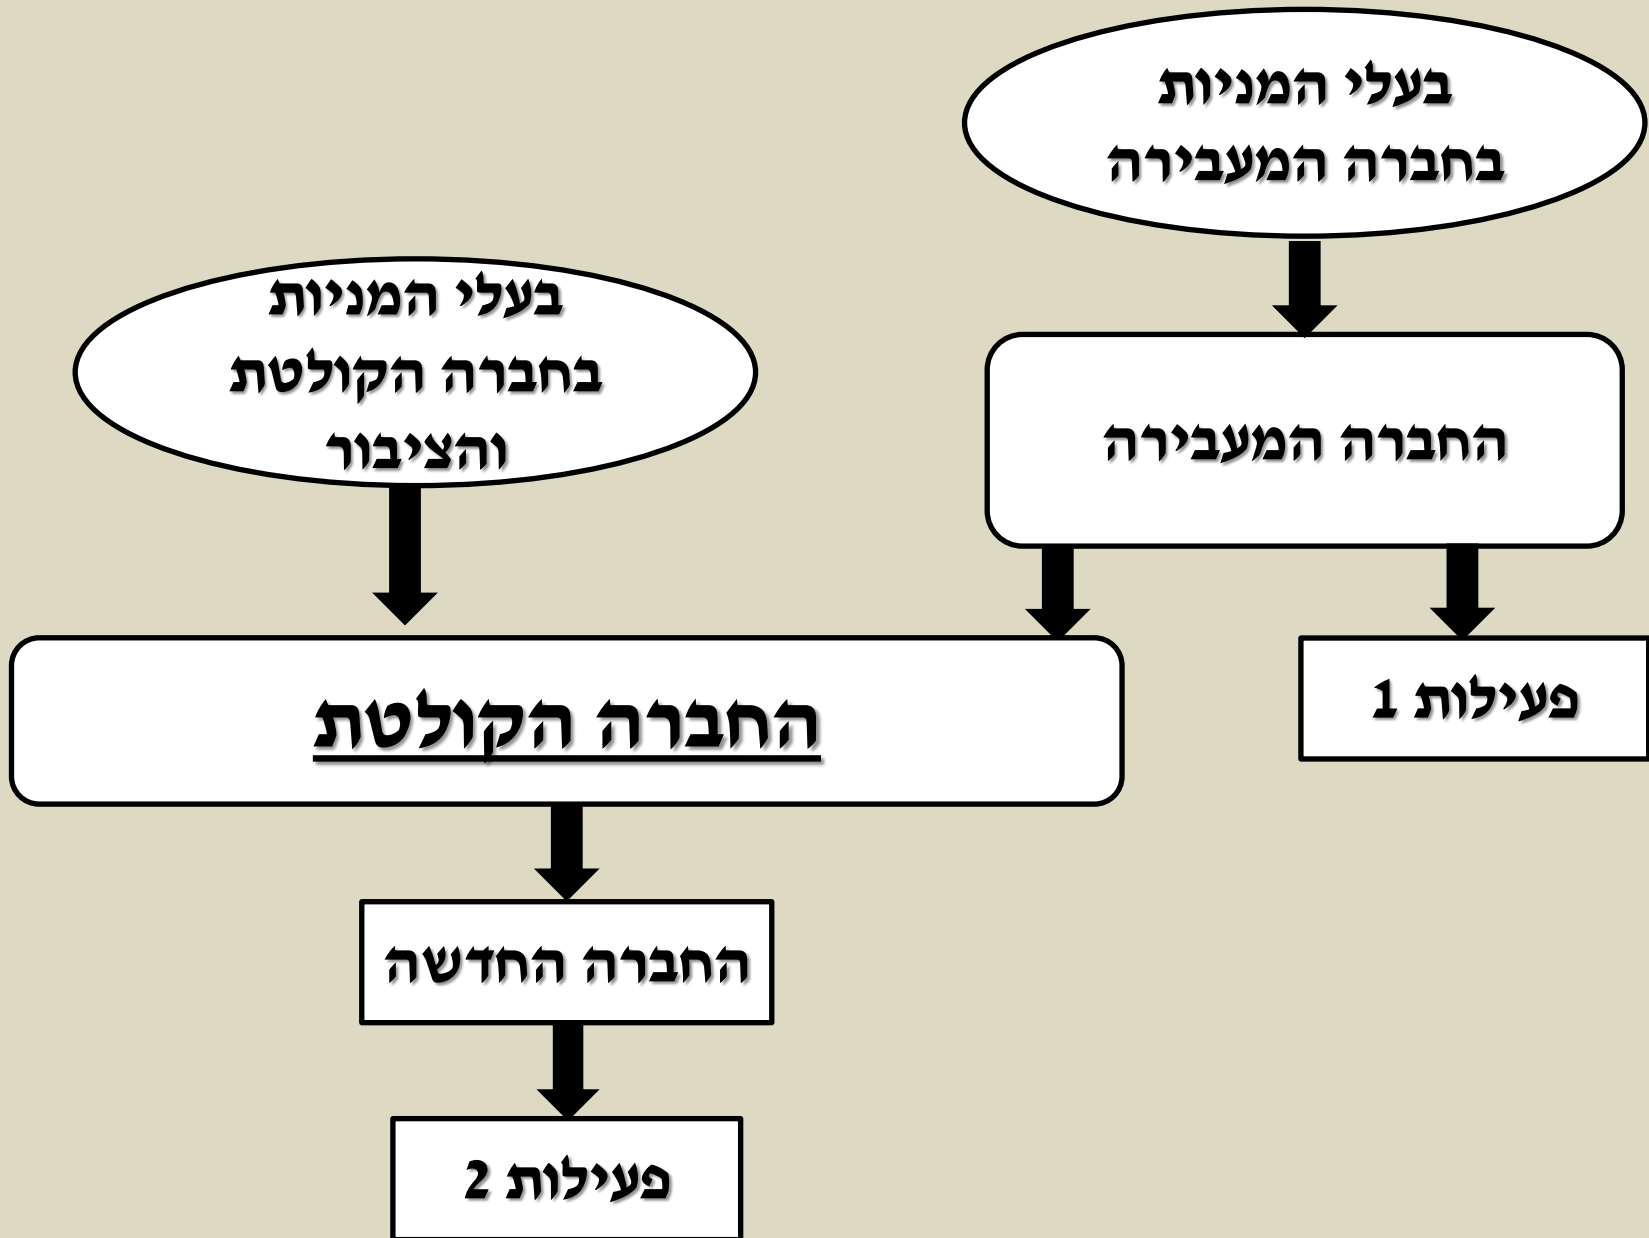 בעלי המניות
בחברה המעבירה
בעלי המניות
בחברה הקולטת
והציבור
החברה המעבירה
החברה הקולטת
פעילות 1
החברה החדשה
פעילות 2